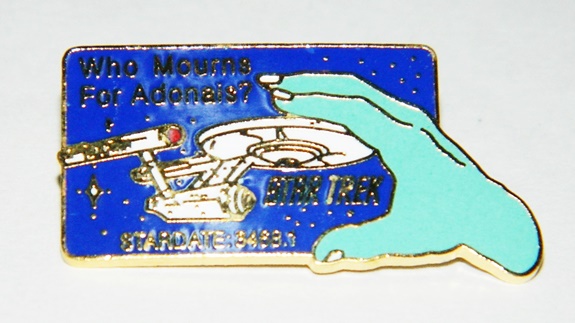 Who Mourns
For Adonais?
STAR TREK
STARDATE: 3468.1